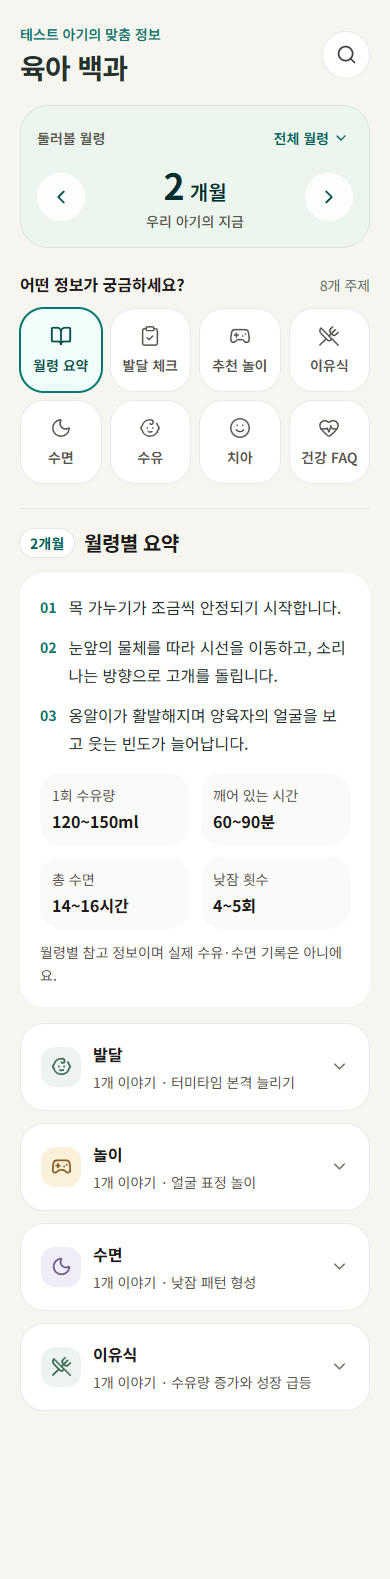 테스트 아기의 맞춤 정보
육아 백과
둘러볼 월령
전체 월령
2 개월
우리 아기의 지금
어떤 정보가 궁금하세요?
8개 주제
월령 요약
발달 체크
추천 놀이
이유식
수면
수유
치아
건강 FAQ
2개월
월령별 요약
01 목 가누기가 조금씩 안정되기 시작합니다.
02 눈앞의 물체를 따라 시선을 이동하고, 소리
나는 방향으로 고개를 돌립니다.
03 옹알이가 활발해지며 양육자의 얼굴을 보
고 웃는 빈도가 늘어납니다.
1회 수유량
120~150ml
깨어 있는 시간
60~90분
총 수면
14~16시간
낮잠 횟수
4~5회
월령별 참고 정보이며 실제 수유·수면 기록은 아니에
요.
발달
1개 이야기 · 터미타임 본격 늘리기
놀이
1개 이야기 · 얼굴 표정 놀이
수면
1개 이야기 · 낮잠 패턴 형성
이유식
1개 이야기 · 수유량 증가와 성장 급등